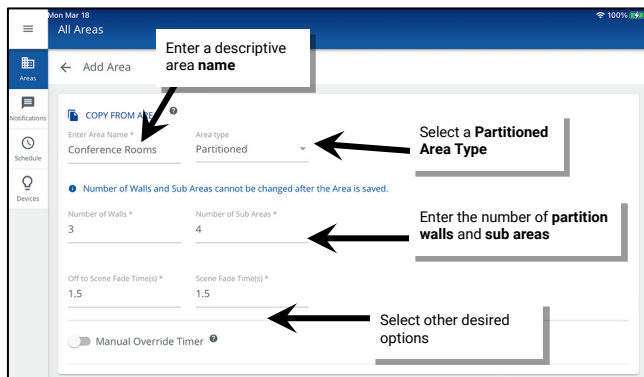 Mon Mar 18
100%
All Areas
Enter a descriptive
area name
Areas
Add Area
Notifications
COPY FROM AREA
Enter Area Name *
Area type
Conference Rooms
Partitioned
Select a Partitioned
Area Type
Schedule
Number of Walls and Sub Areas cannot be changed after the Area is saved.
Devices
Number of Walls *
Number of Sub Areas *
3
4
Enter the number of partition
walls and sub areas
Off to Scene Fade Time(s) *
Scene Fade Time(s) *
1.5
1.5
Select other desired
options
Manual Override Timer